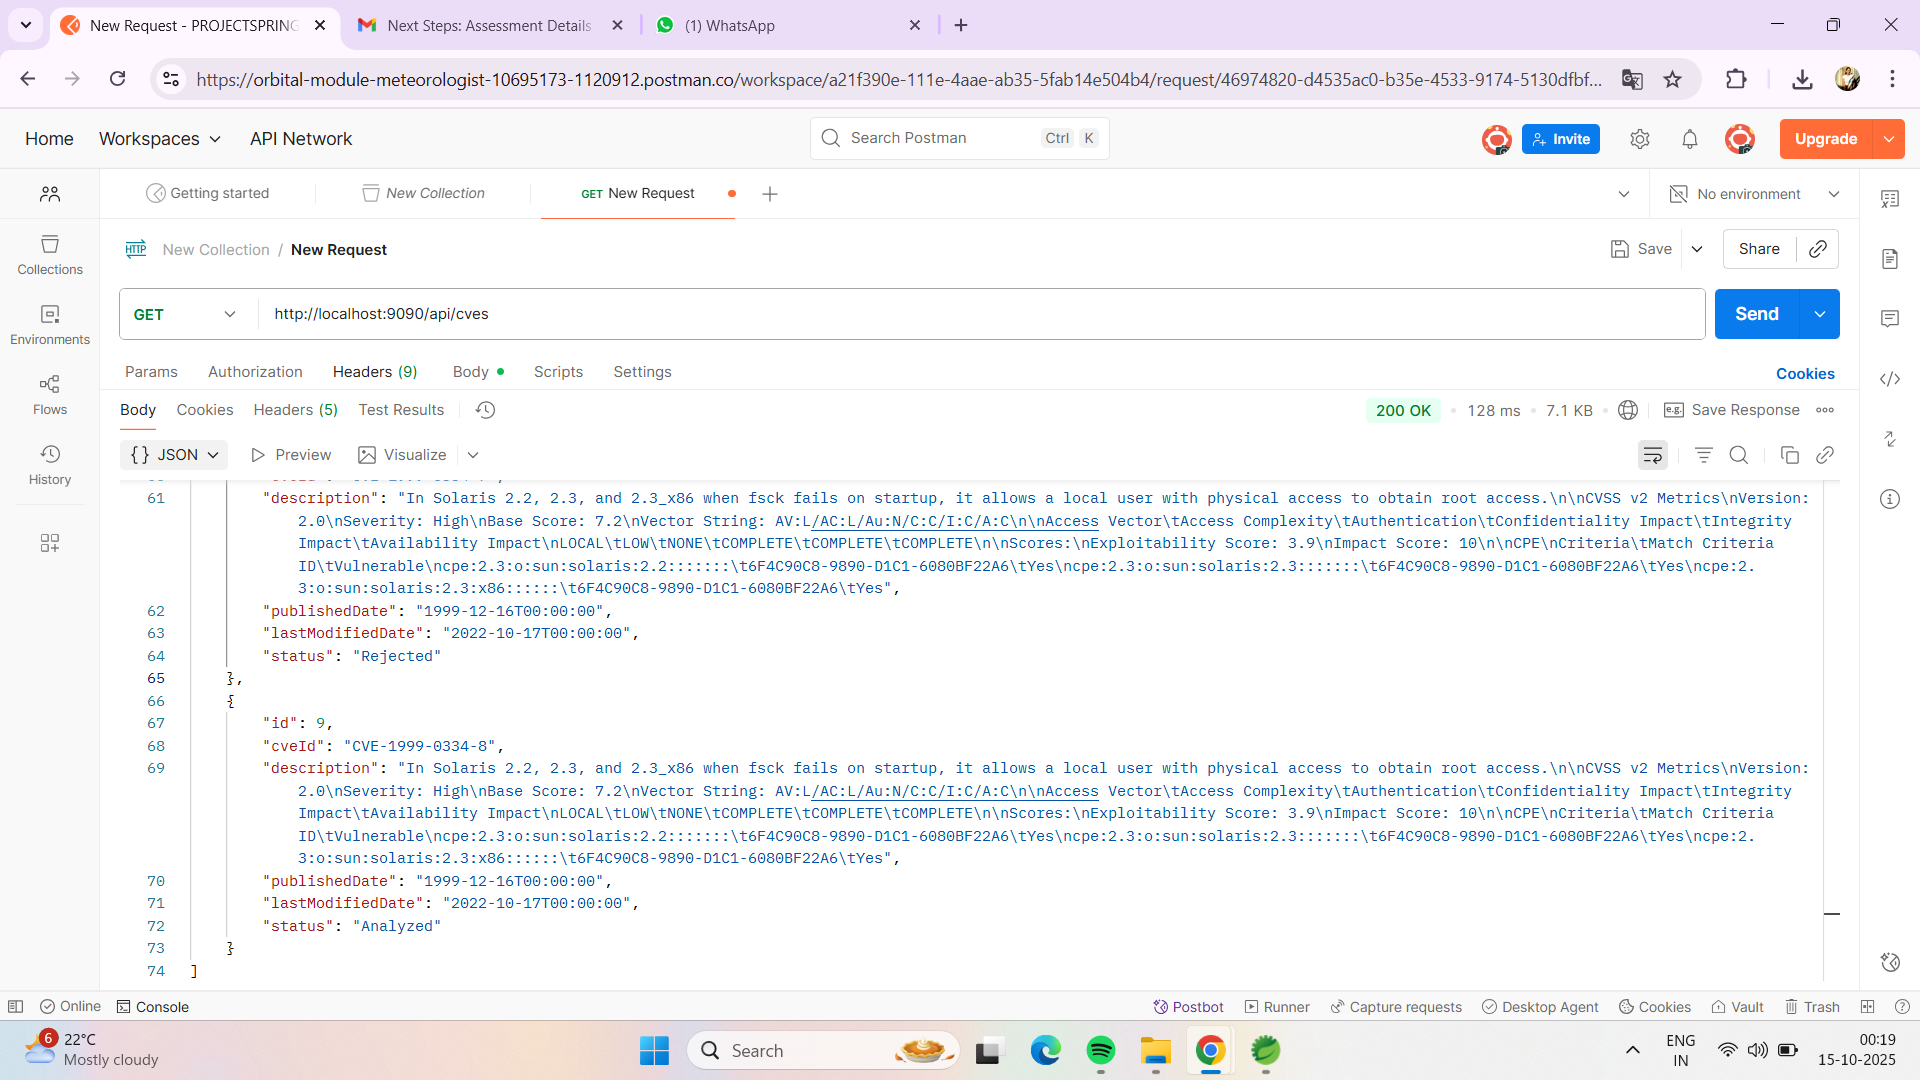 New Request - PROJECTSPRING
Next Steps: Assessment Details
(1) WhatsApp
https://orbital-module-meteorologist-10695173-1120912.postman.co/workspace/a21f390e-111e-4aae-ab35-5fab14e504b4/request/46974820-d4535ac0-b35e-4533-9174-5130dfbf...
Home
Workspaces
API Network
Search Postman
Ctrl K
Invite
Upgrade
Getting started
New Collection
GET New Request
No environment
New Collection / New Request
Save
Share
Collections
Environments
Flows
History
GET
http://localhost:9090/api/cves
Send
Params Authorization Headers (9) Body Scripts Settings
Cookies
Body Cookies Headers (5) Test Results
200 OK 128 ms 7.1 KB
e.g. Save Response
{} JSON Preview Visualize
61 "description": "In Solaris 2.2, 2.3, and 2.3_x86 when fsck fails on startup, it allows a local user with physical access to obtain root access.\n\nCVSS v2 Metrics\nVersion:
2.0\nSeverity: High\nBase Score: 7.2\nVector String: AV:L/AC:L/Au:N/C:C/I:C/A:C\n\nAccess Vector\tAccess Complexity\tAuthentication\tConfidentiality Impact\tIntegrity
Impact\tAvailability Impact\nLOCAL\tLOW\tNONE\tCOMPLETE\tCOMPLETE\tCOMPLETE\n\nScores:\nExploitability Score: 3.9\nImpact Score: 10\n\nCPE\nCriteria\tMatch Criteria
ID\tVulnerable\ncpe:2.3:o:sun:solaris:2.2:::::::\t6F4C90C8-9890-D1C1-6080BF22A6\tYes\ncpe:2.3:o:sun:solaris:2.3:::::::\t6F4C90C8-9890-D1C1-6080BF22A6\tYes\ncpe:2.
3:o:sun:solaris:2.3:x86::::::\t6F4C90C8-9890-D1C1-6080BF22A6\tYes",
62 "publishedDate": "1999-12-16T00:00:00",
63 "lastModifiedDate": "2022-10-17T00:00:00",
64 "status": "Rejected"
65 },
66 {
67 "id": 9,
68 "cveId": "CVE-1999-0334-8",
69 "description": "In Solaris 2.2, 2.3, and 2.3_x86 when fsck fails on startup, it allows a local user with physical access to obtain root access.\n\nCVSS v2 Metrics\nVersion:
2.0\nSeverity: High\nBase Score: 7.2\nVector String: AV:L/AC:L/Au:N/C:C/I:C/A:C\n\nAccess Vector\tAccess Complexity\tAuthentication\tConfidentiality Impact\tIntegrity
Impact\tAvailability Impact\nLOCAL\tLOW\tNONE\tCOMPLETE\tCOMPLETE\tCOMPLETE\n\nScores:\nExploitability Score: 3.9\nImpact Score: 10\n\nCPE\nCriteria\tMatch Criteria
ID\tVulnerable\ncpe:2.3:o:sun:solaris:2.2:::::::\t6F4C90C8-9890-D1C1-6080BF22A6\tYes\ncpe:2.3:o:sun:solaris:2.3:::::::\t6F4C90C8-9890-D1C1-6080BF22A6\tYes\ncpe:2.
3:o:sun:solaris:2.3:x86::::::\t6F4C90C8-9890-D1C1-6080BF22A6\tYes",
70 "publishedDate": "1999-12-16T00:00:00",
71 "lastModifiedDate": "2022-10-17T00:00:00",
72 "status": "Analyzed"
73 }
74 ]
Online Console
Postbot Runner Capture requests Desktop Agent Cookies Vault Trash
6
22°C
Mostly cloudy
Search
ENG
IN
00:19
15-10-2025